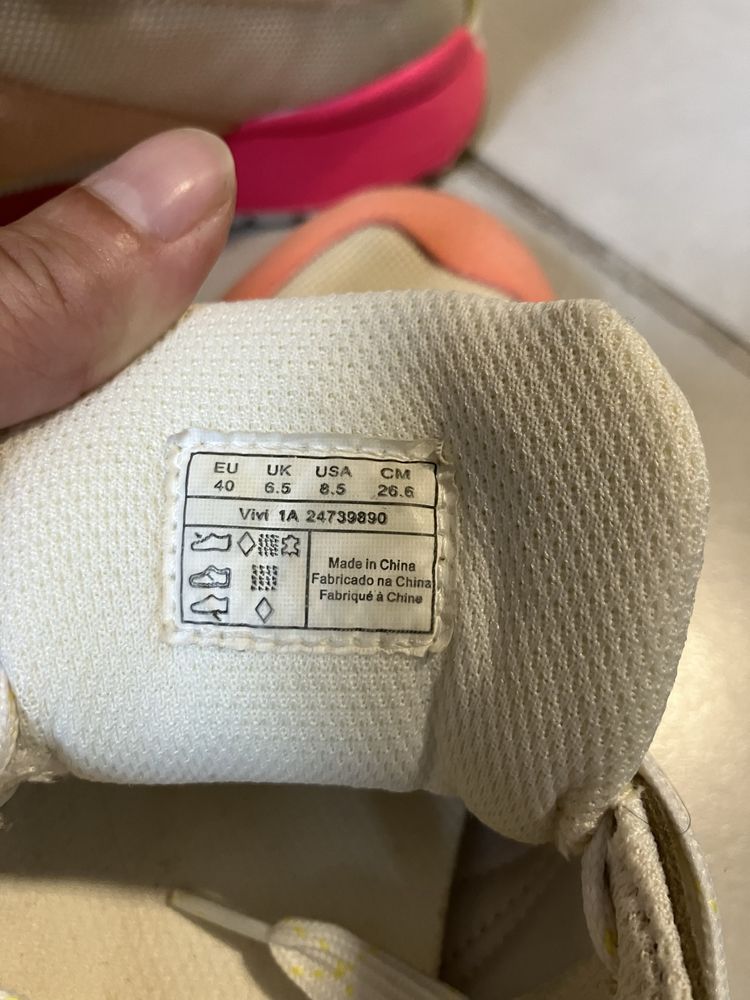 EU UK USA CM
40 6.5 8.5 26.6
Vivi 1A 24739890
Made in China
Fabricado na China
Fabriqué à Chine